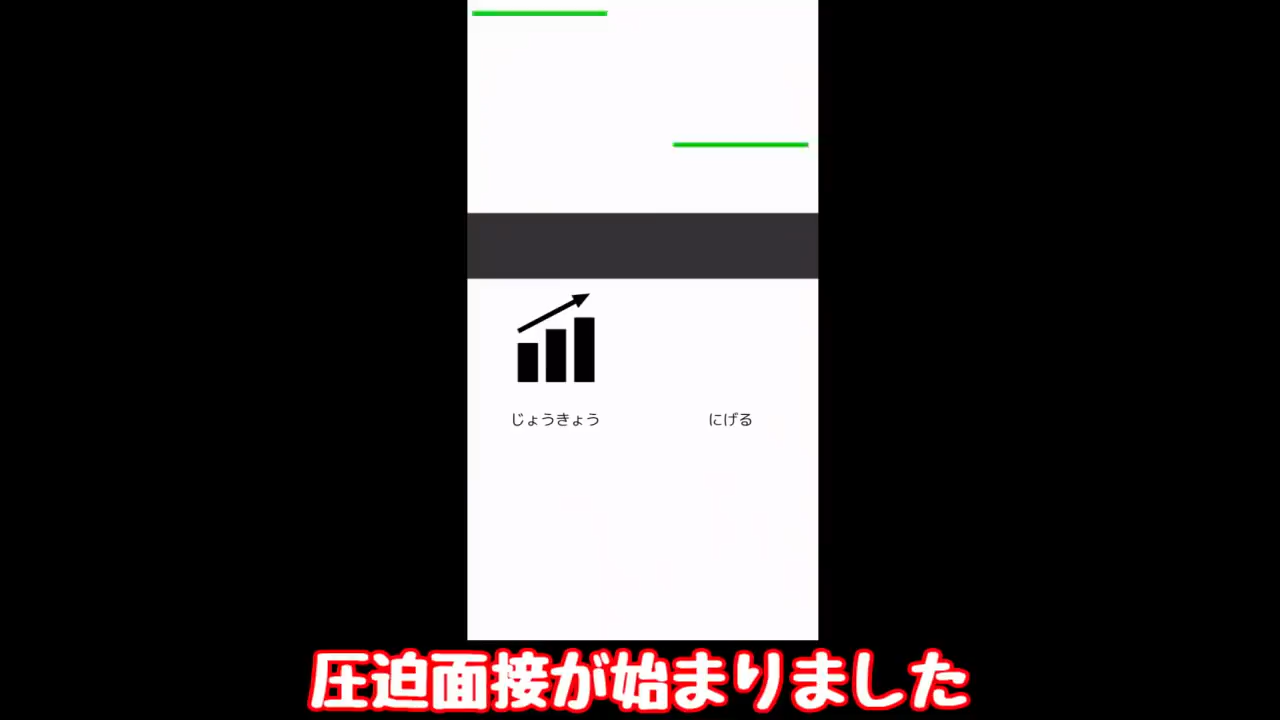 じょうきょう
にげる
圧迫面接が始まりました